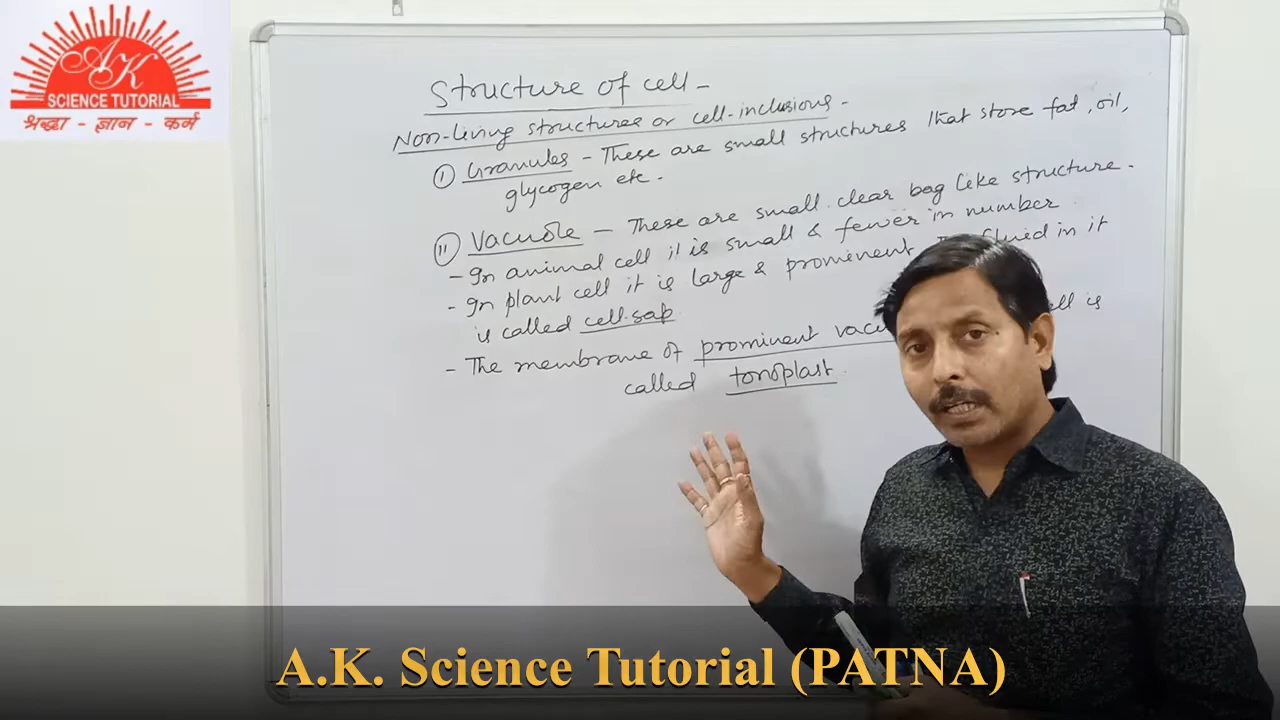 AK
SCIENCE TUTORIAL
श्रद्धा - ज्ञान - कर्म
Structure of cell -
Non-living structures or cell-inclusions -
(I) Granules - These are small structures that store fat, oil,
glycogen etc.
(II) Vacuole - These are small clear bag like structure.
- In animal cell it is small & fewer in number
- In plant cell it is large & prominent fluid in it
is called cell-sap
- The membrane of prominent is
called tonoplast.
A.K. Science Tutorial (PATNA)